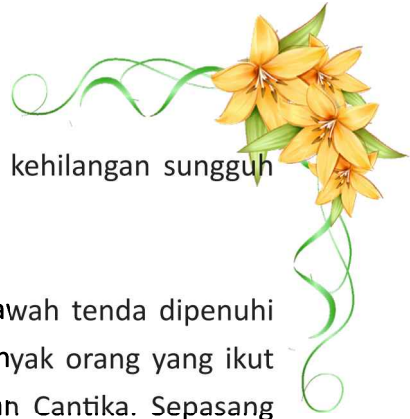 kehilangan sungguh
awah tenda dipenuhi
nyak orang yang ikut
n Cantika. Sepasang